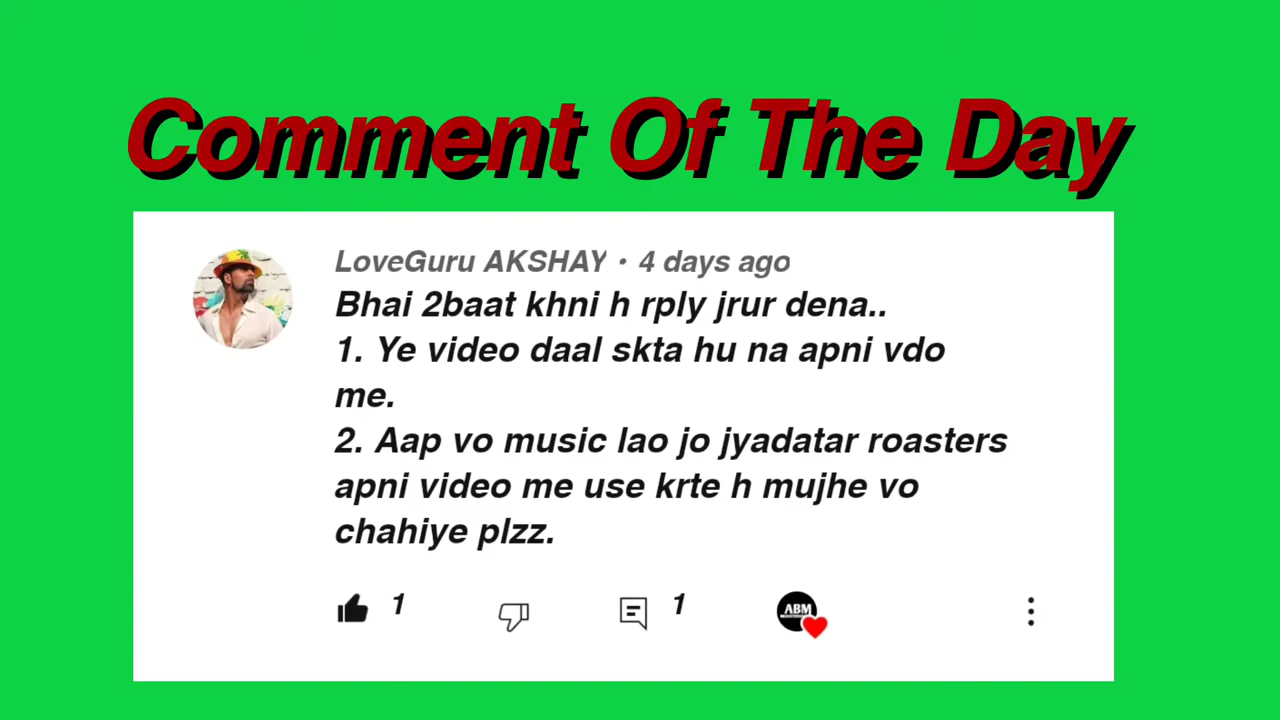 Comment Of The Day
LoveGuru AKSHAY • 4 days ago
Bhai 2baat khni h rply jrur dena..
1. Ye video daal skta hu na apni vdo
me.
2. Aap vo music lao jo jyadatar roasters
apni video me use krte h mujhe vo
chahiye plzz.
1 1 ABM